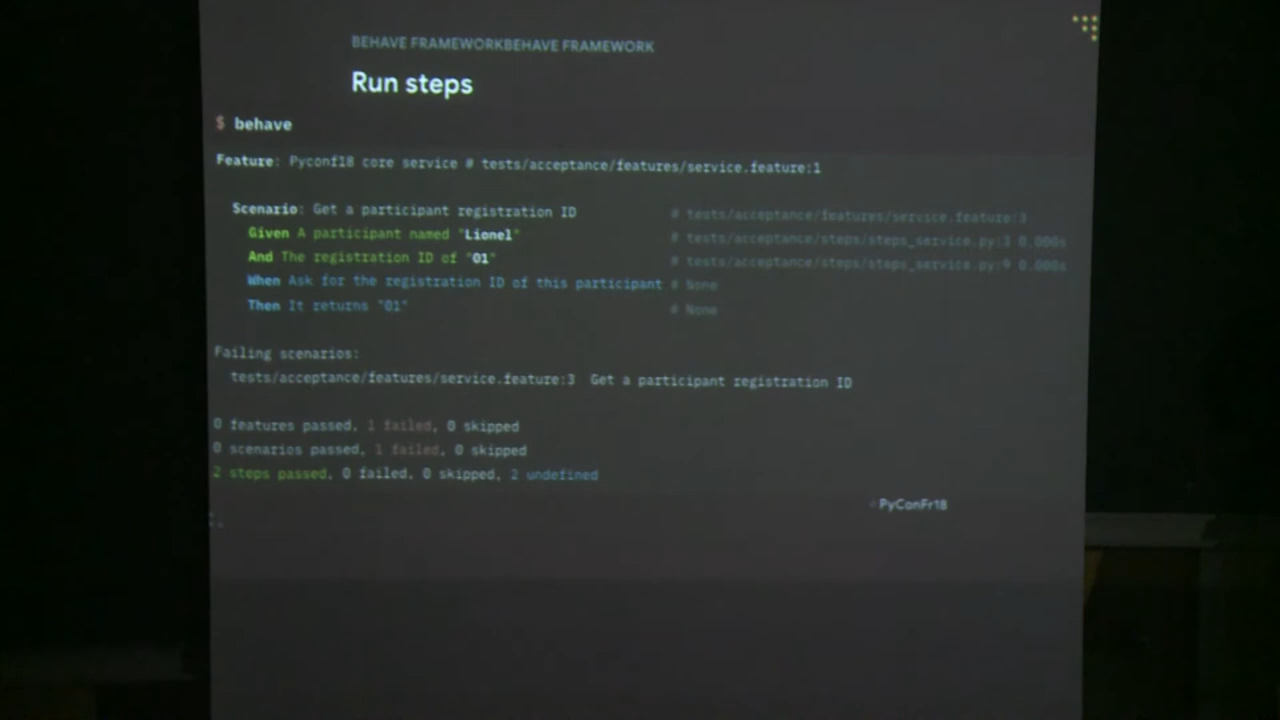 BEHAVE FRAMEWORKBEHAVE FRAMEWORK
Run steps
$ behave
Feature: Pyconf18 core service # tests/acceptance/features/service.feature:1
Scenario: Get a participant registration ID # tests/acceptance/features/service.feature:3
Given A participant named "Lionel" # tests/acceptance/steps/steps_service.py:3 0.000s
And The registration ID of "01" # tests/acceptance/steps/steps_service.py:9 0.000s
When Ask for the registration ID of this participant # None
Then It returns "01" # None
Failing scenarios:
tests/acceptance/features/service.feature:3 Get a participant registration ID
0 features passed, 1 failed, 0 skipped
0 scenarios passed, 1 failed, 0 skipped
2 steps passed, 0 failed, 0 skipped, 2 undefined
PyConFr18